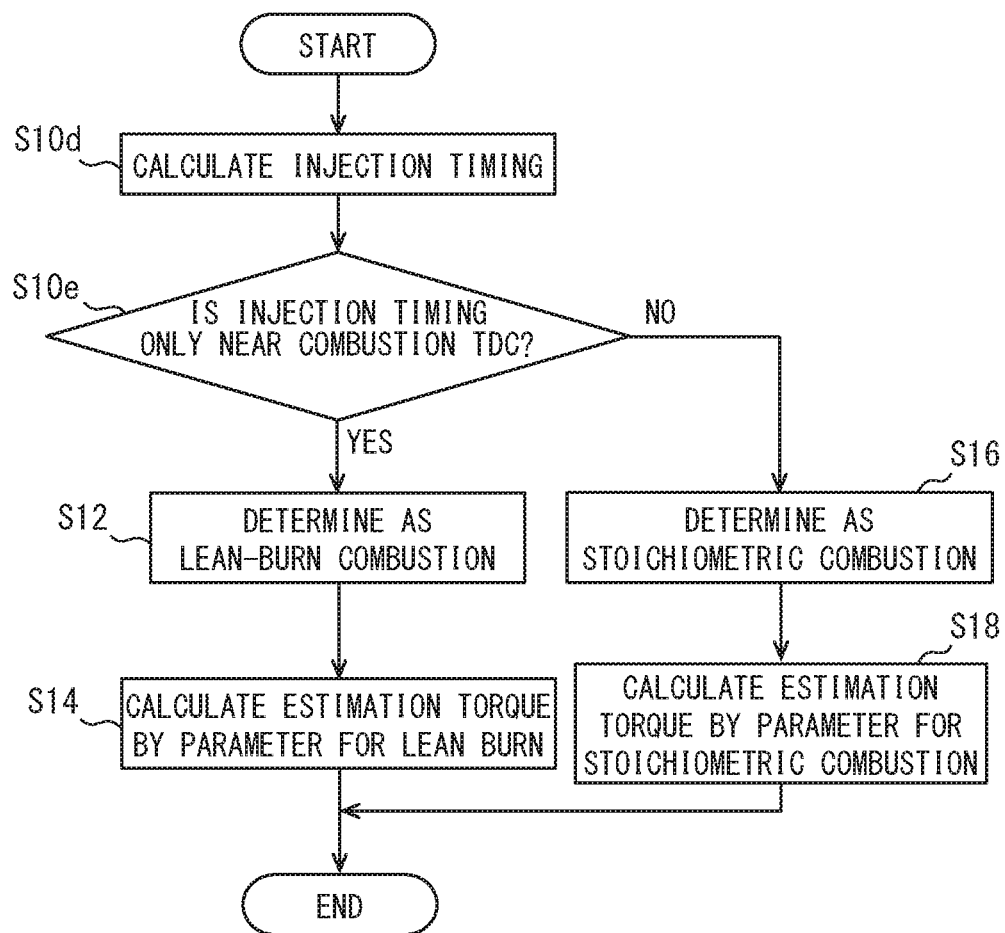 START
S10d
CALCULATE INJECTION TIMING
S10e
IS INJECTION TIMING
ONLY NEAR COMBUSTION TDC?
NO
YES
S12
DETERMINE AS
LEAN-BURN COMBUSTION
S16
DETERMINE AS
STOICHIOMETRIC COMBUSTION
S14
CALCULATE ESTIMATION TORQUE
BY PARAMETER FOR LEAN BURN
S18
CALCULATE ESTIMATION
TORQUE BY PARAMETER FOR
STOICHIOMETRIC COMBUSTION
END